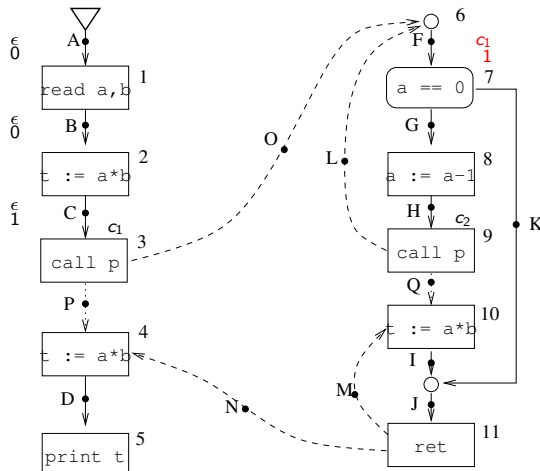 6
ϵ
0
A
F
c1
1
7
1
read a,b
a == 0
O
ϵ
0
B
G
L
2
8
t := a*b
a := a-1
ϵ
1
C
H
K
c1
3
c2
9
call p
call p
P
Q
4
10
t := a*b
t := a*b
I
D
M
J
N
5
11
print t
ret